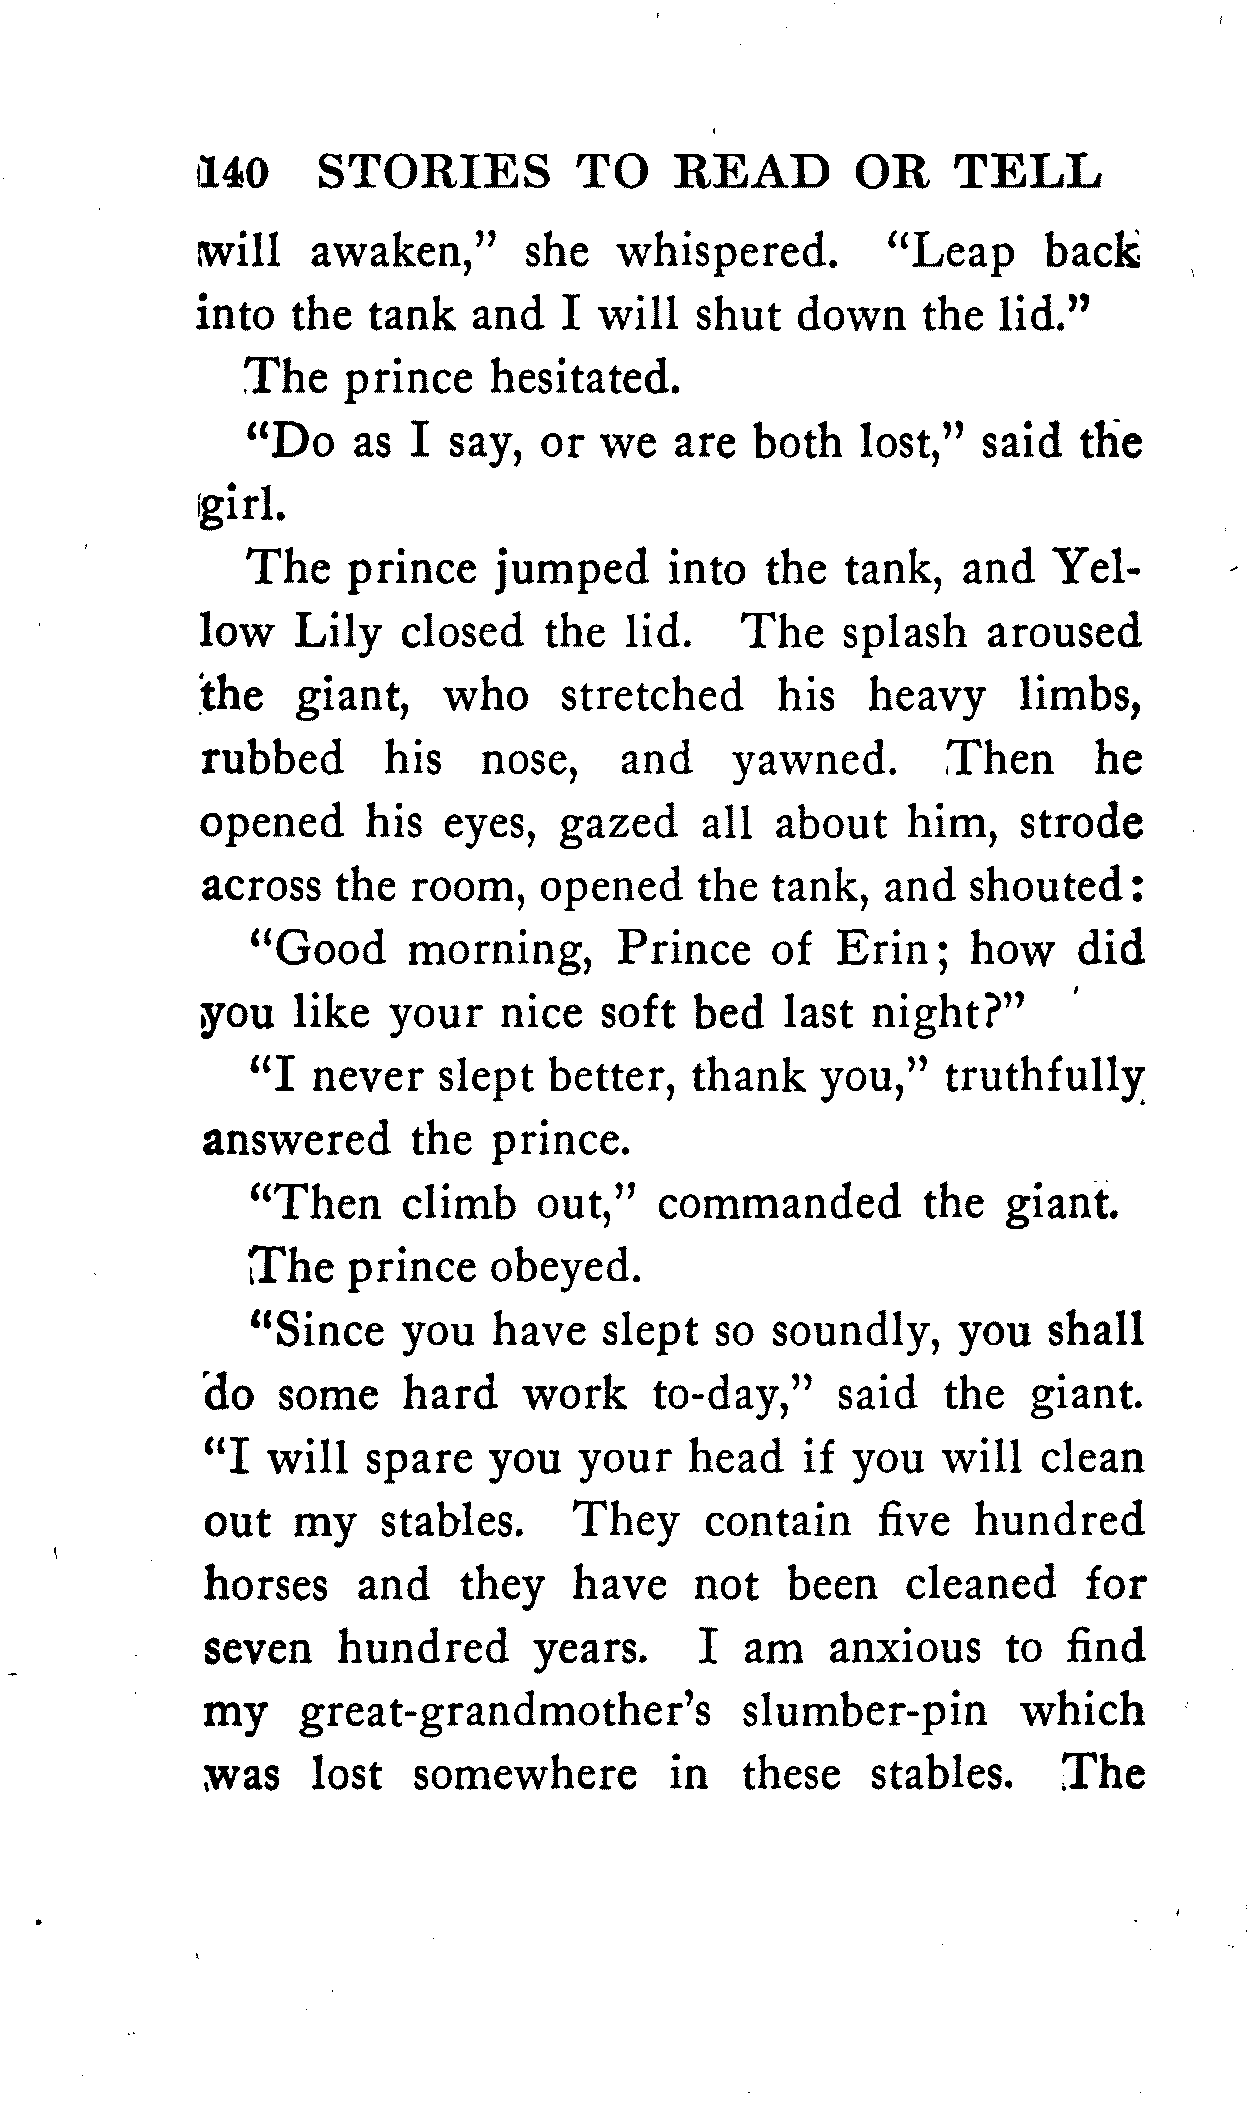 140 STORIES TO READ OR TELL
will awaken,” she whispered. “Leap back
into the tank and I will shut down the lid.”
The prince hesitated.
“Do as I say, or we are both lost,” said the
girl.
The prince jumped into the tank, and Yel-
low Lily closed the lid. The splash aroused
the giant, who stretched his heavy limbs,
rubbed his nose, and yawned. Then he
opened his eyes, gazed all about him, strode
across the room, opened the tank, and shouted:
“Good morning, Prince of Erin; how did
you like your nice soft bed last night?”
“I never slept better, thank you,” truthfully
answered the prince.
“Then climb out,” commanded the giant.
The prince obeyed.
“Since you have slept so soundly, you shall
do some hard work to-day,” said the giant.
“I will spare you your head if you will clean
out my stables. They contain five hundred
horses and they have not been cleaned for
seven hundred years. I am anxious to find
my great-grandmother’s slumber-pin which
was lost somewhere in these stables. The